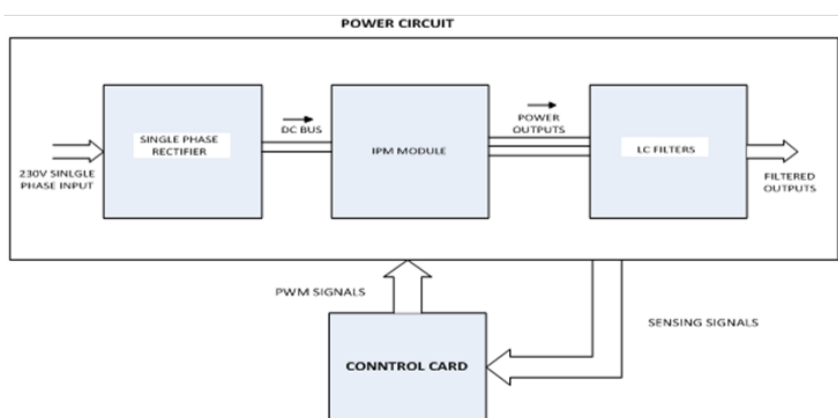 POWER CIRCUIT
SINGLE PHASE
RECTIFIER
DC BUS
IPM MODULE
POWER
OUTPUTS
LC FILTERS
230V SINLGLE
PHASE INPUT
FILTERED
OUTPUTS
PWM SIGNALS
SENSING SIGNALS
CONNTROL CARD